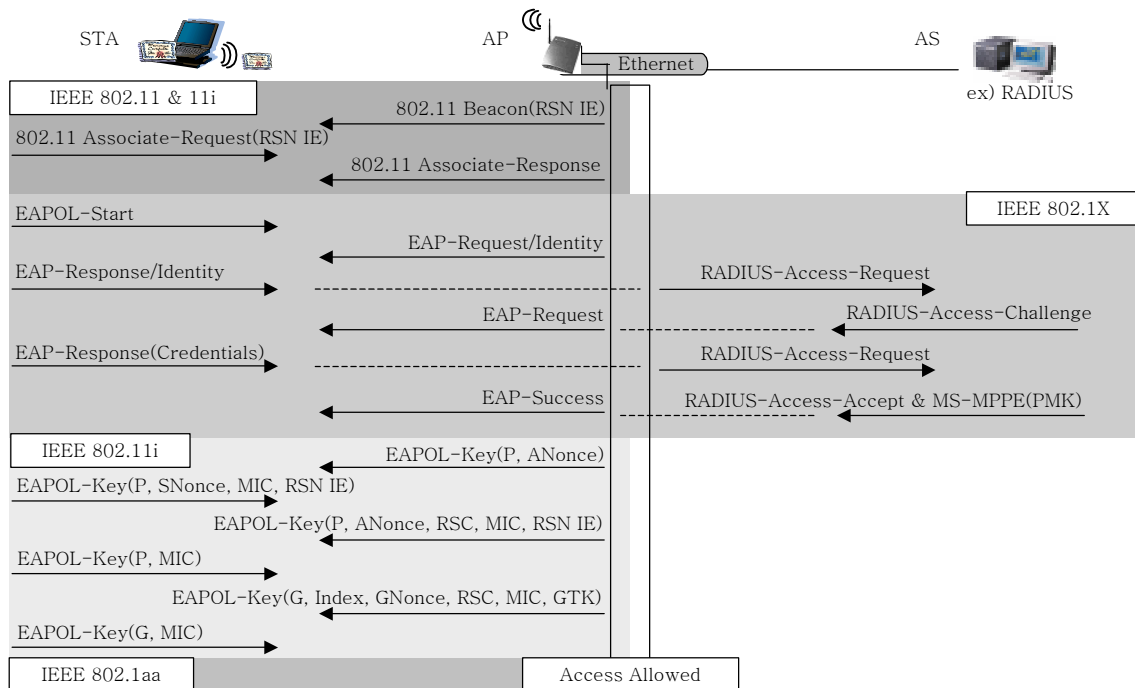 STA
AP
AS
Ethernet
ex) RADIUS
IEEE 802.11 & 11i
802.11 Beacon(RSN IE)
802.11 Associate-Request(RSN IE)
802.11 Associate-Response
IEEE 802.1X
EAPOL-Start
EAP-Request/Identity
EAP-Response/Identity
RADIUS-Access-Request
EAP-Request
RADIUS-Access-Challenge
EAP-Response(Credentials)
RADIUS-Access-Request
EAP-Success
RADIUS-Access-Accept & MS-MPPE(PMK)
IEEE 802.11i
EAPOL-Key(P, ANonce)
EAPOL-Key(P, SNonce, MIC, RSN IE)
EAPOL-Key(P, ANonce, RSC, MIC, RSN IE)
EAPOL-Key(P, MIC)
EAPOL-Key(G, Index, GNonce, RSC, MIC, GTK)
EAPOL-Key(G, MIC)
IEEE 802.1aa
Access Allowed